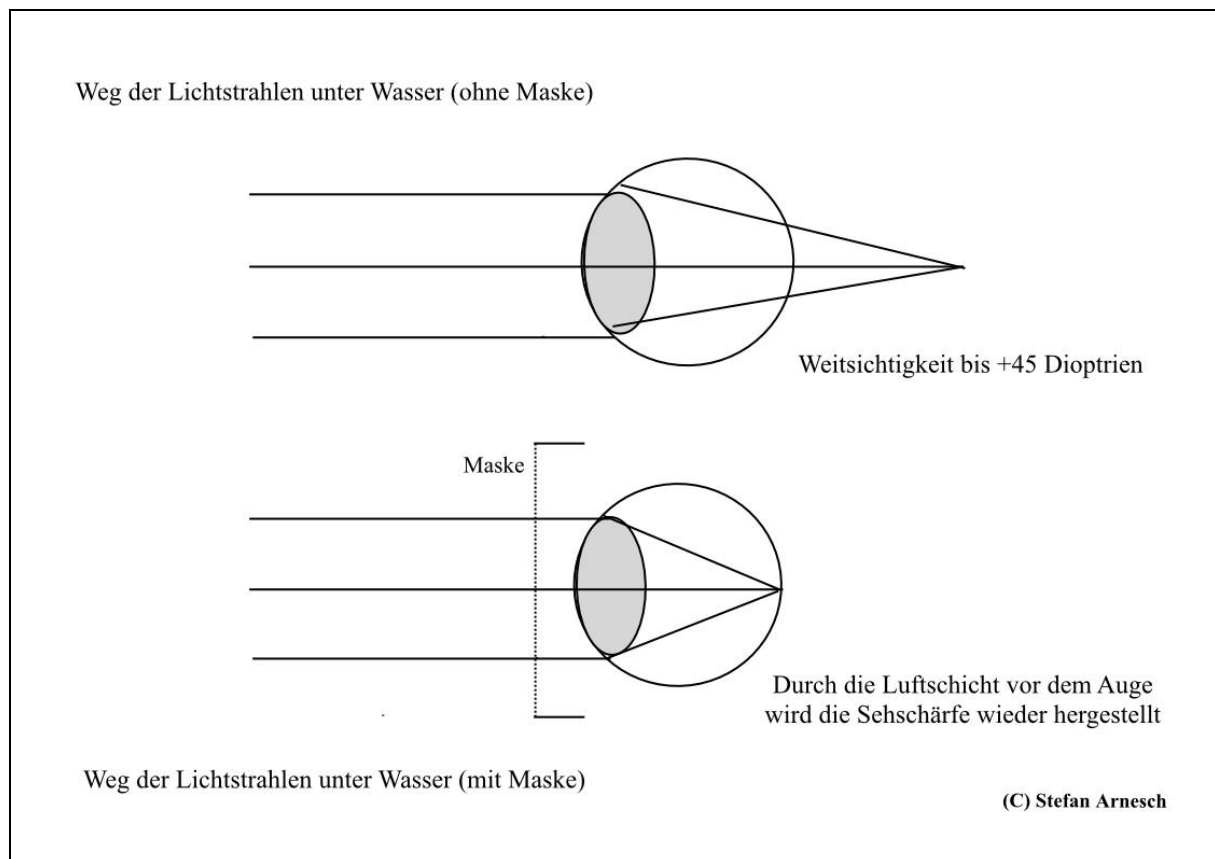 Weg der Lichtstrahlen unter Wasser (ohne Maske)
Weitsichtigkeit bis +45 Dioptrien
Maske
Durch die Luftschicht vor dem Auge
wird die Sehschärfe wieder hergestellt
Weg der Lichtstrahlen unter Wasser (mit Maske)
(C) Stefan Arnesch